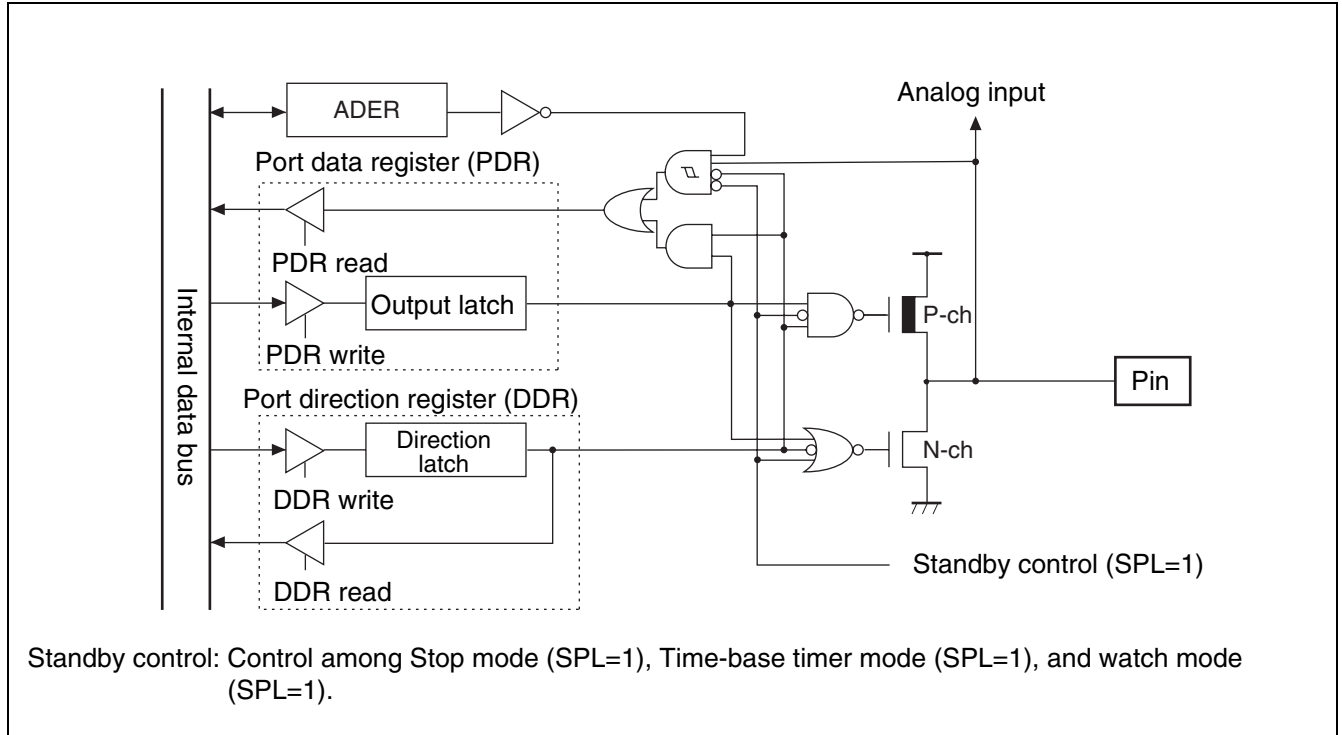 Analog input
ADER
Port data register (PDR)
PDR read
Output latch
PDR write
P-ch
Pin
Internal data bus
Port direction register (DDR)
Direction
latch
N-ch
DDR write
DDR read
Standby control (SPL=1)
Standby control: Control among Stop mode (SPL=1), Time-base timer mode (SPL=1), and watch mode
(SPL=1).